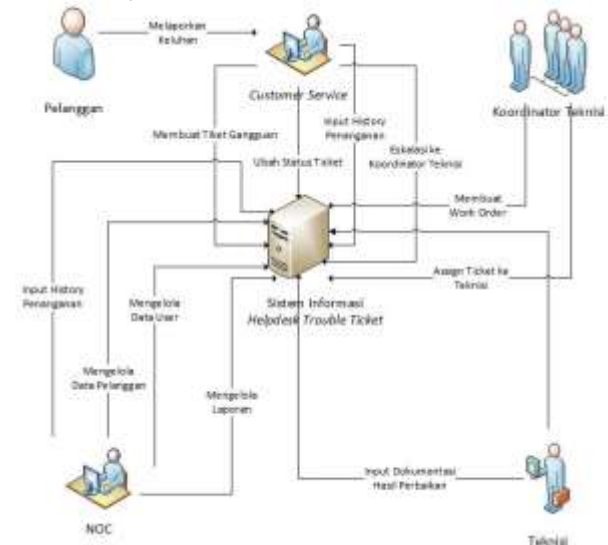 Melaporkan
Keluhan
Pelanggan
Customer Service
Koordinator Teknisi
Membuat Tiket Gangguan
Input History
Penanganan
Eskalasi ke
Koordinator Teknisi
Ubah Status Ticket
Membuat
Work Order
Input History
Penanganan
Mengelola
Data User
Sistem Informasi
Helpdesk Trouble Ticket
Assign Ticket ke
Teknisi
Mengelola
Data Pelanggan
Mengelola
Laporan
Input Dokumentasi
Hasil Perbaikan
NOC
Teknisi